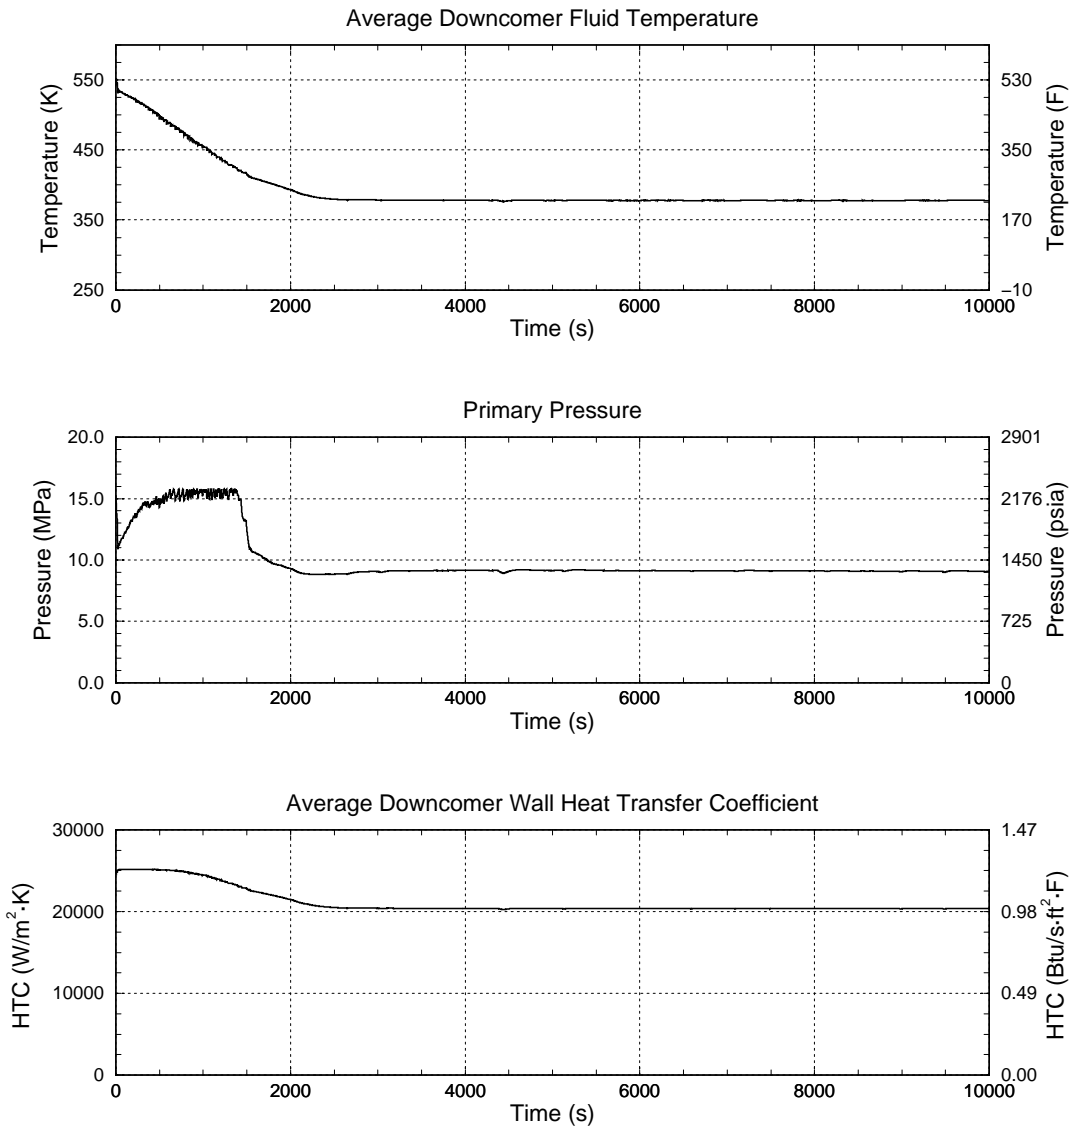 Average Downcomer Fluid Temperature
550
450
350
250
530
350
170
−10
Temperature (K)
Temperature (F)
0 2000 4000 6000 8000 10000
Time (s)
Primary Pressure
20.0
15.0
10.0
5.0
0.0
2901
2176
1450
725
0
Pressure (MPa)
Pressure (psia)
0 2000 4000 6000 8000 10000
Time (s)
Average Downcomer Wall Heat Transfer Coefficient
30000
20000
10000
0
1.47
0.98
0.49
0.00
HTC (W/m²·K)
HTC (Btu/s·ft²·F)
0 2000 4000 6000 8000 10000
Time (s)